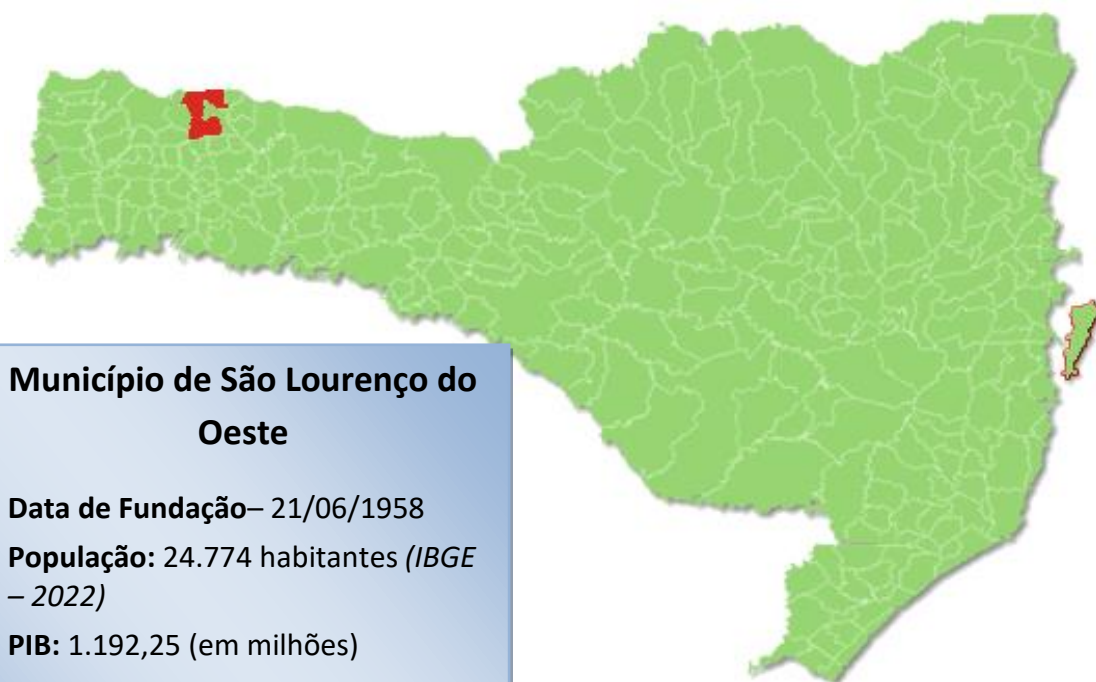 Município de São Lourenço do
Oeste
Data de Fundação– 21/06/1958
População: 24.774 habitantes (IBGE
– 2022)
PIB: 1.192,25 (em milhões)